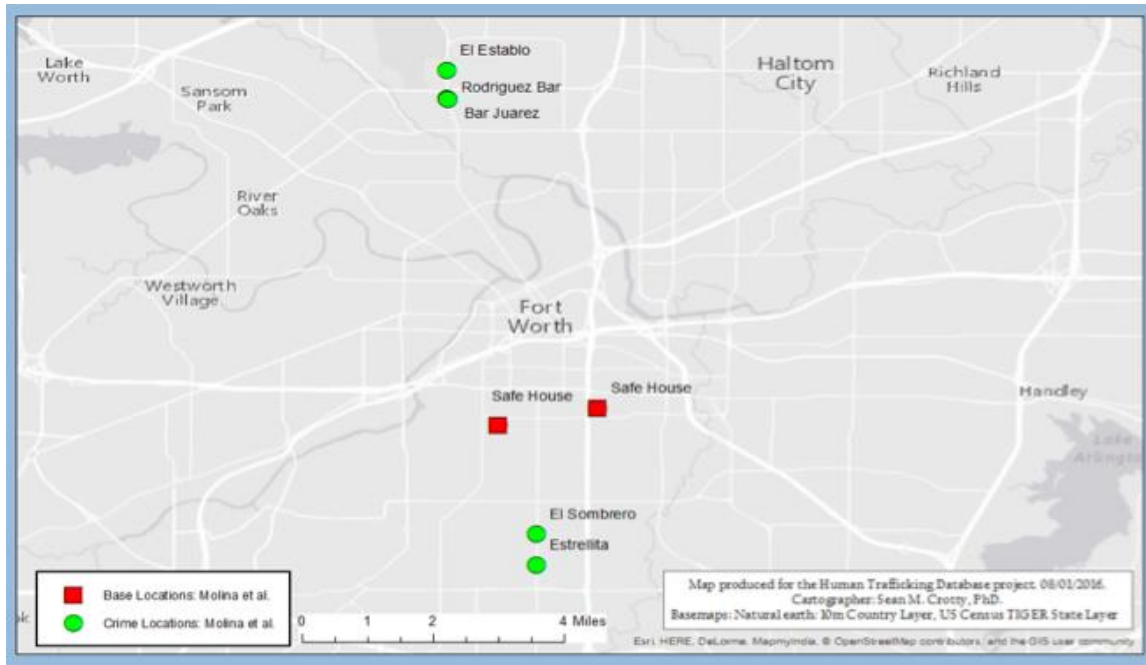 El Establo
Lake
Worth
Haltom
City
Richland
Hills
Sansom
Park
Rodriguez Bar
Bar Juarez
River
Oaks
Westworth
Village
Fort
Worth
Safe House
Safe House
Handley
Lake
Arlington
El Sombrero
Estrellita
Base Locations: Molina et al.
Crime Locations: Molina et al.
0 2 4 Miles
Map produced for the Human Trafficking Database project. 08/01/2016.
Cartographer: Sean M. Crotty, PhD.
Basemaps: Natural earth: 10m Country Layer, US Census TIGER State Layer
Esri, HERE, DeLorme, MapmyIndia, © OpenStreetMap contributors, and the GIS user community